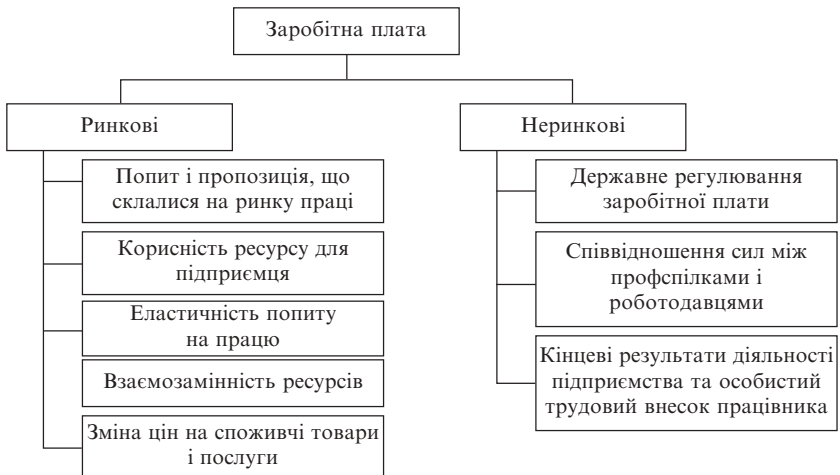 Заробітна плата
Ринкові
Попит і пропозиція, що
склалися на ринку праці
Корисність ресурсу для
підприємця
Еластичність попиту
на працю
Взаємозамінність ресурсів
Зміна цін на споживчі товари
і послуги
Неринкові
Державне регулювання
заробітної плати
Співвідношення сил між
профспілками і
роботодавцями
Кінцеві результати діяльності
підприємства та особистий
трудовий внесок працівника